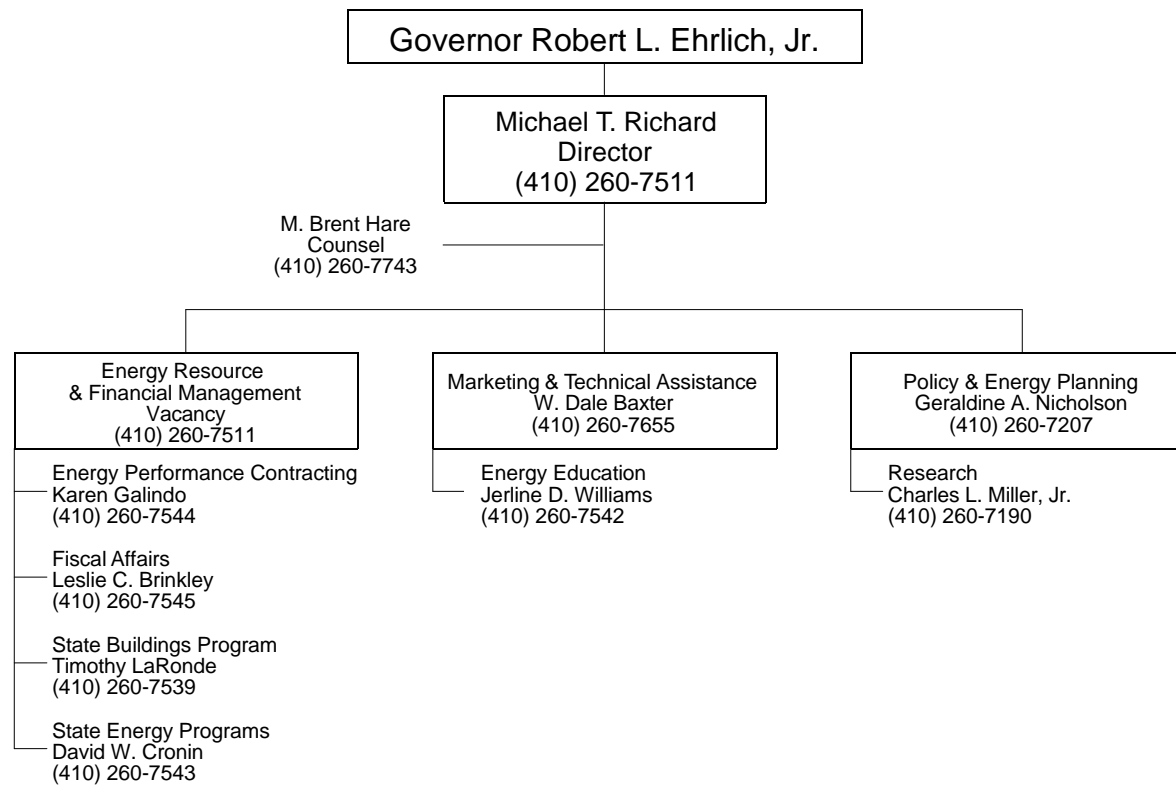 Governor Robert L. Ehrlich, Jr.
Michael T. Richard
Director
(410) 260-7511
M. Brent Hare
Counsel
(410) 260-7743
Energy Resource
& Financial Management
Vacancy
(410) 260-7511
Energy Performance Contracting
Karen Galindo
(410) 260-7544
Fiscal Affairs
Leslie C. Brinkley
(410) 260-7545
State Buildings Program
Timothy LaRonde
(410) 260-7539
State Energy Programs
David W. Cronin
(410) 260-7543
Marketing & Technical Assistance
W. Dale Baxter
(410) 260-7655
Energy Education
Jerline D. Williams
(410) 260-7542
Policy & Energy Planning
Geraldine A. Nicholson
(410) 260-7207
Research
Charles L. Miller, Jr.
(410) 260-7190